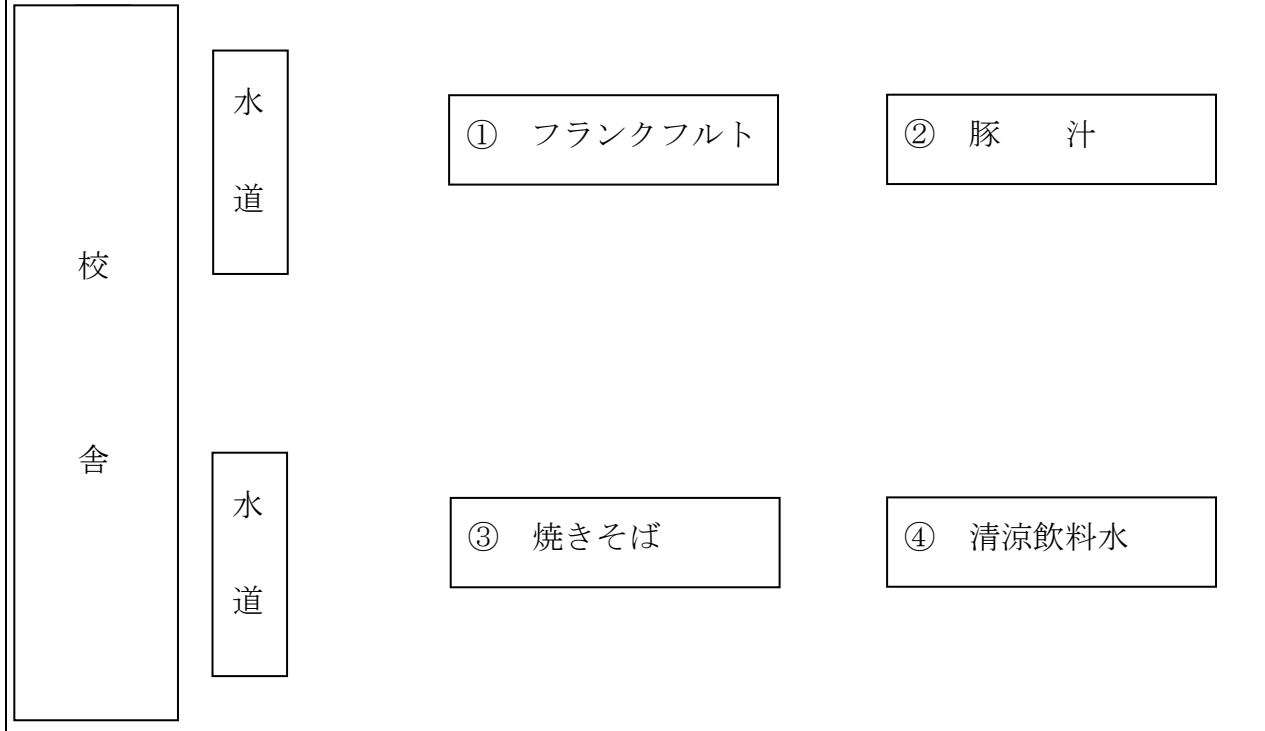 校舎
水道
① フランクフルト
② 豚 汁
水道
③ 焼きそば
④ 清涼飲料水